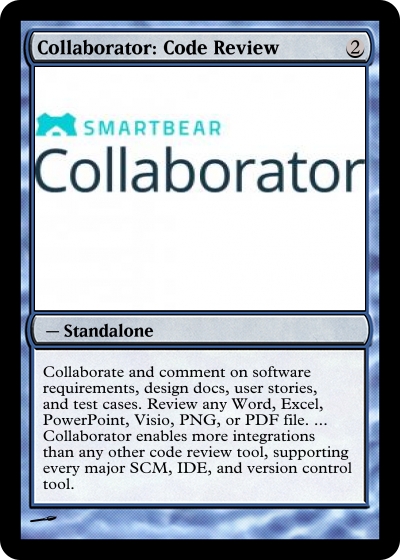 Collaborator: Code Review 2
SMARTBEAR
Collaborator
— Standalone
Collaborate and comment on software
requirements, design docs, user stories,
and test cases. Review any Word, Excel,
PowerPoint, Visio, PNG, or PDF file. ...
Collaborator enables more integrations
than any other code review tool, supporting
every major SCM, IDE, and version control
tool.